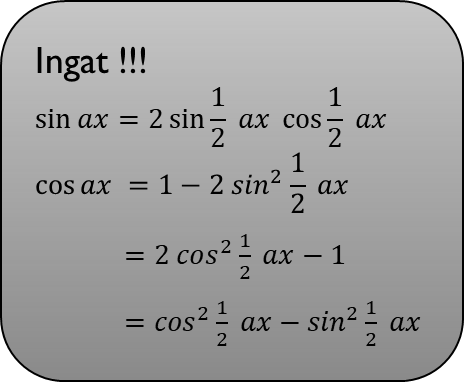 Ingat !!!
sin ax = 2 sin 1/2 ax cos 1/2 ax
cos ax = 1 − 2 sin² 1/2 ax
= 2 cos² 1/2 ax − 1
= cos² 1/2 ax − sin² 1/2 ax